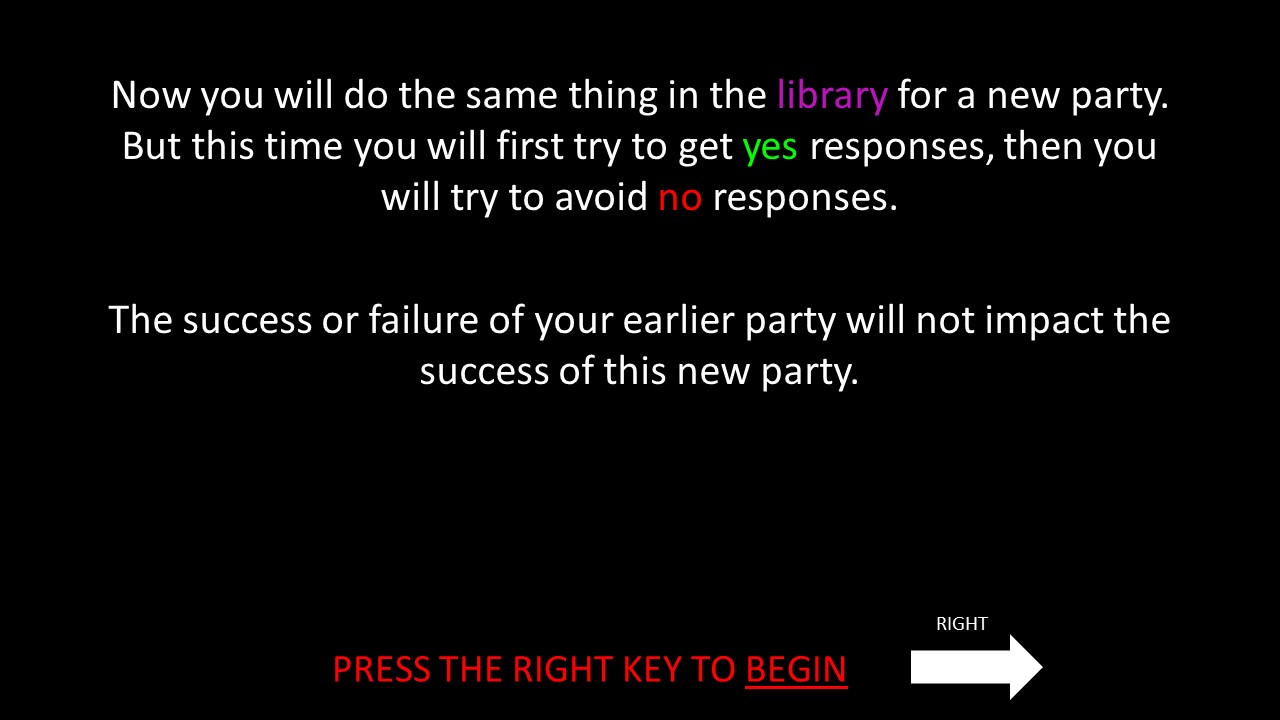 Now you will do the same thing in the library for a new party.
But this time you will first try to get yes responses, then you
will try to avoid no responses.
The success or failure of your earlier party will not impact the
success of this new party.
RIGHT
PRESS THE RIGHT KEY TO BEGIN